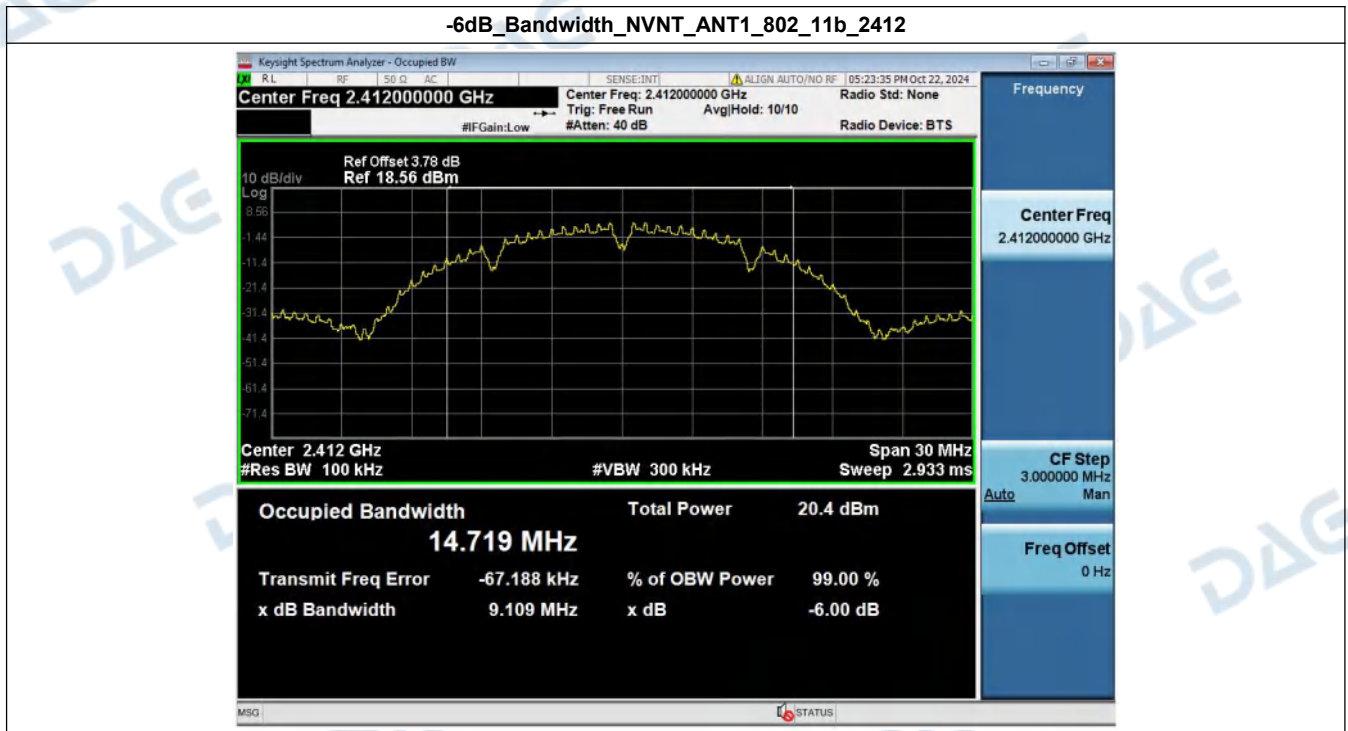 -6dB_Bandwidth_NVNT_ANT1_802_11b_2412
Keysight Spectrum Analyzer - Occupied BW
LXI RL RF 50 Ω AC SENSE:INT ALIGN AUTO/NO RF 05:23:35 PM Oct 22, 2024
Center Freq 2.412000000 GHz
Center Freq: 2.412000000 GHz Radio Std: None
Trig: Free Run Avg|Hold: 10/10
#IFGain:Low #Atten: 40 dB Radio Device: BTS
Ref Offset 3.78 dB
10 dB/div Ref 18.56 dBm
Log
8.56
-1.44
-11.4
-21.4
-31.4
-41.4
-51.4
-61.4
-71.4
Center 2.412 GHz Span 30 MHz
#Res BW 100 kHz #VBW 300 kHz Sweep 2.933 ms
Occupied Bandwidth Total Power 20.4 dBm
14.719 MHz
Transmit Freq Error -67.188 kHz % of OBW Power 99.00 %
x dB Bandwidth 9.109 MHz x dB -6.00 dB
MSG STATUS
Frequency
Center Freq
2.412000000 GHz
CF Step
3.000000 MHz
Auto Man
Freq Offset
0 Hz
DAG
DAG
DAG